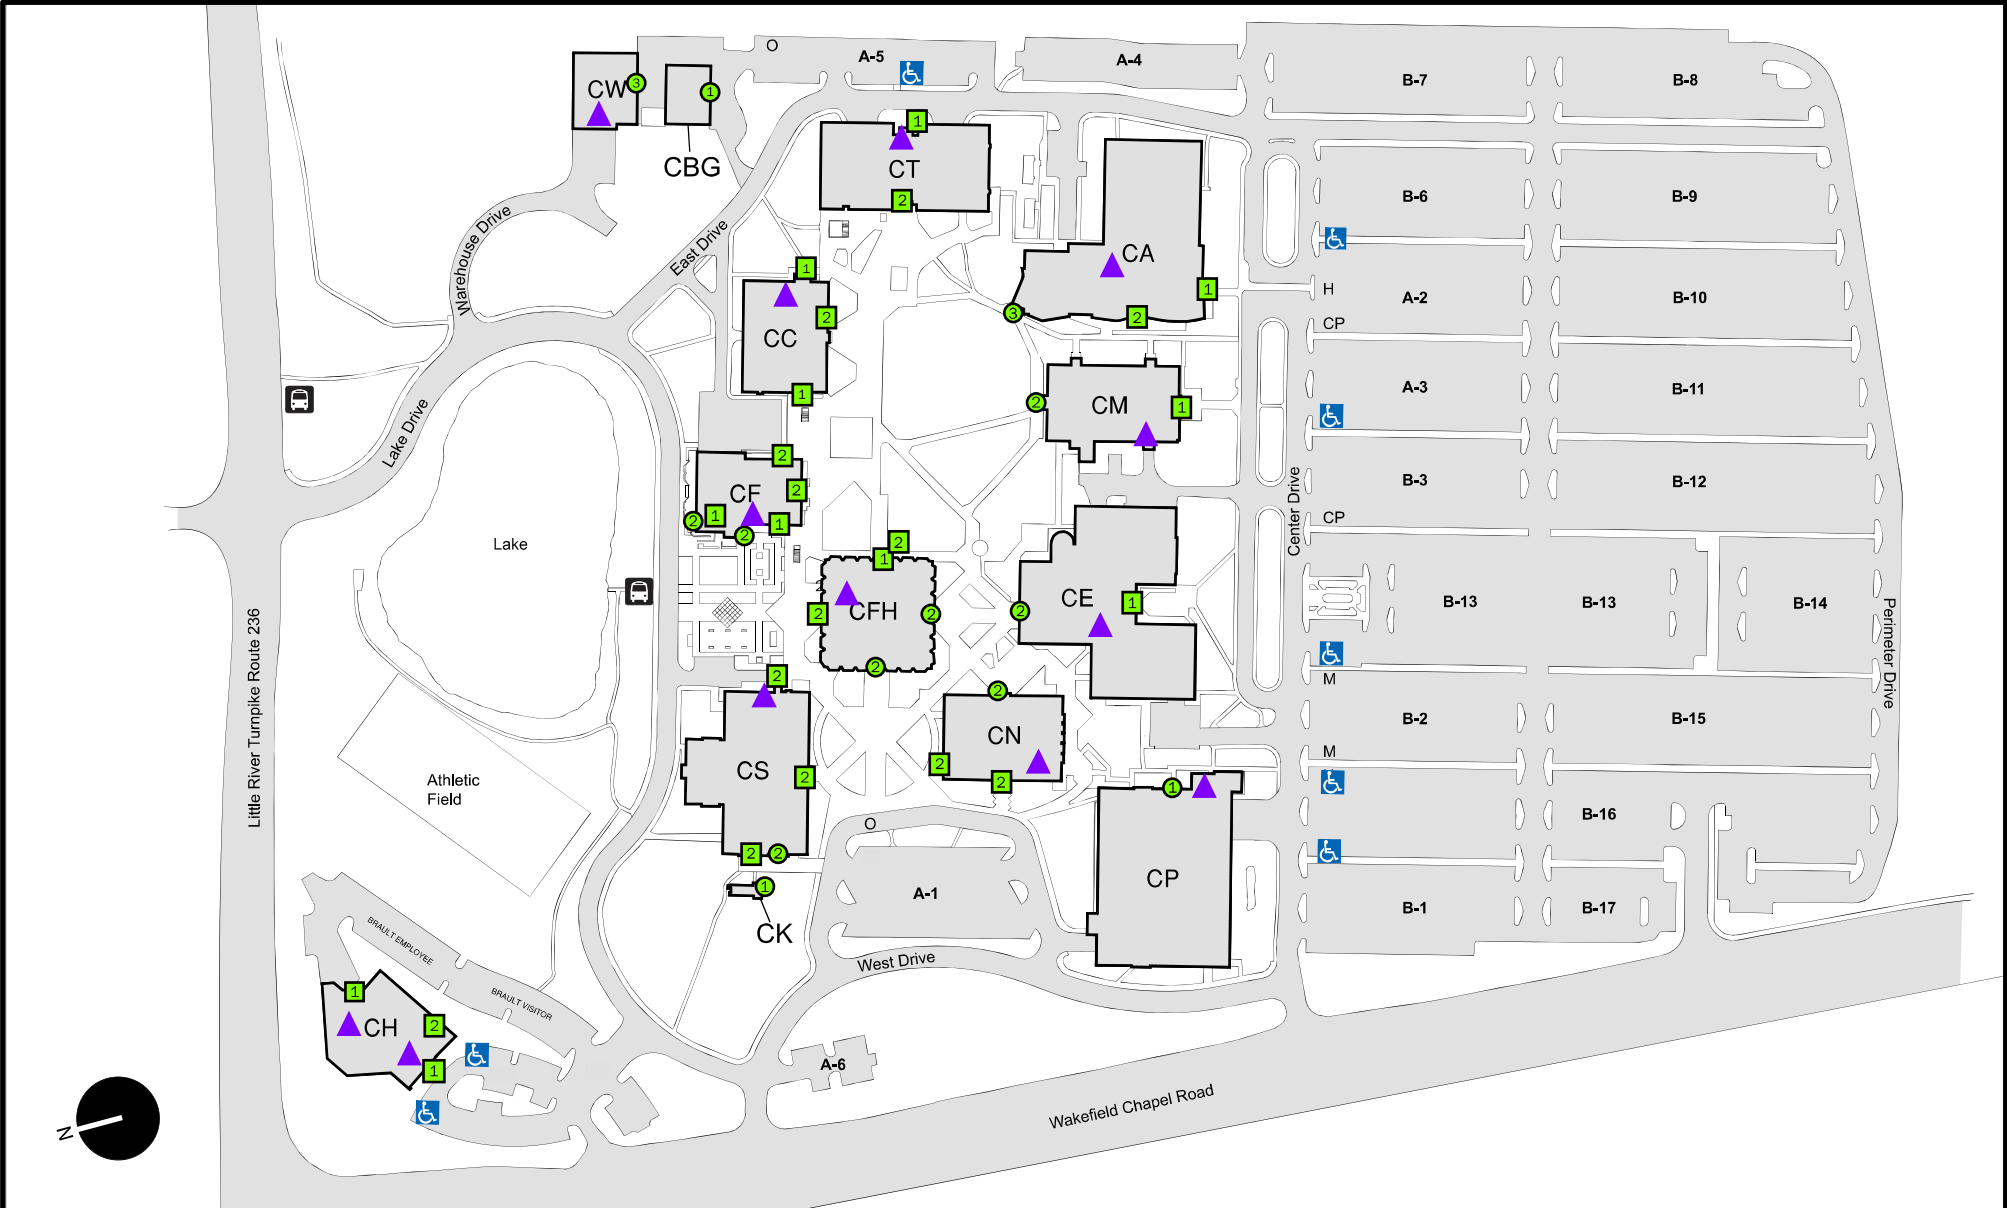 O
A-5
A-4
B-7
B-8
CW
3
1
CBG
1
CT
2
B-6
B-9
Warehouse Drive
East Drive
CA
1
3
2
H
A-2
B-10
CP
1
CC
2
1
A-3
B-11
CM
2
1
Lake Drive
B-3
B-12
CP
Center Drive
2
CF
2
2
1
1
2
Lake
2
1
CFH
2
2
2
2
CE
2
1
B-13
B-13
B-14
Perimeter Drive
Little River Turnpike Route 236
M
2
CS
2
2
2
CN
2
2
2
B-2
B-15
M
Athletic
Field
1
CP
B-16
O
A-1
1
CK
B-1
B-17
West Drive
BRAULT EMPLOYEE
BRAULT VISITOR
1
CH
2
1
A-6
Wakefield Chapel Road
N